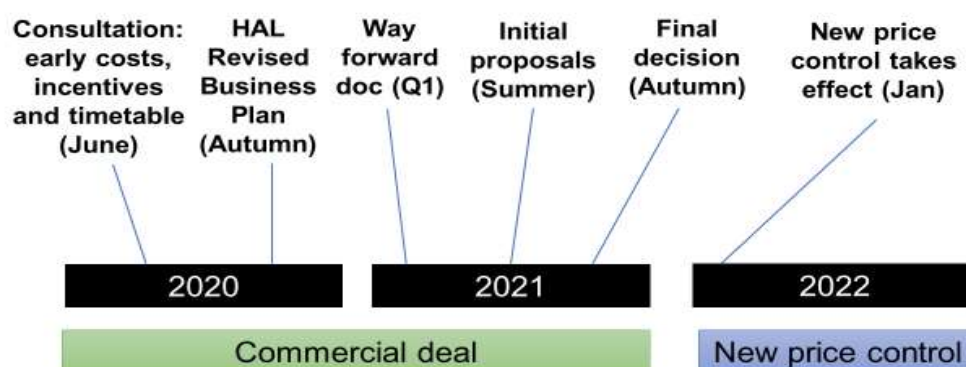 Consultation:
early costs,
incentives
and timetable
(June)
HAL
Revised
Business
Plan
(Autumn)
Way
forward
doc (Q1)
Initial
proposals
(Summer)
Final
decision
(Autumn)
New price
control takes
effect (Jan)
2020
2021
2022
Commercial deal
New price control